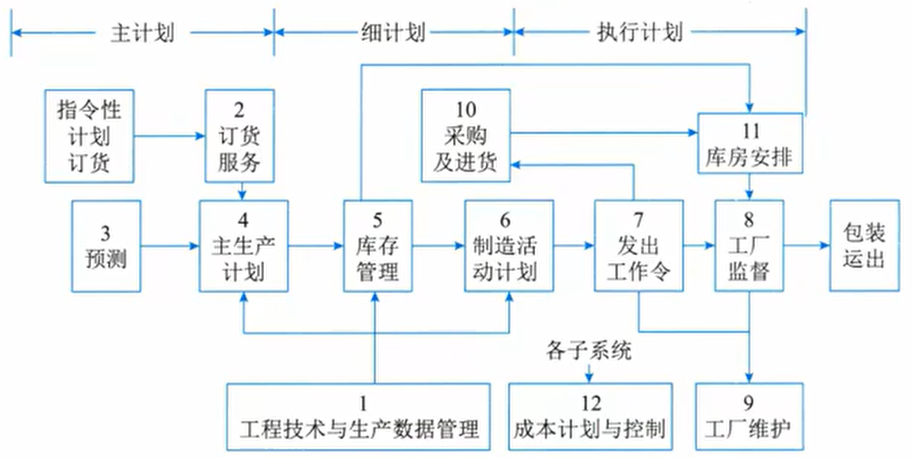 主计划
细计划
执行计划
指令性
计划
订货
2
订货
服务
10
采购
及进货
11
库房安排
3
预测
4
主生产
计划
5
库存
管理
6
制造活
动计划
7
发出
工作令
8
工厂
监督
包装
运出
各子系统
1
工程技术与生产数据管理
12
成本计划与控制
9
工厂维护